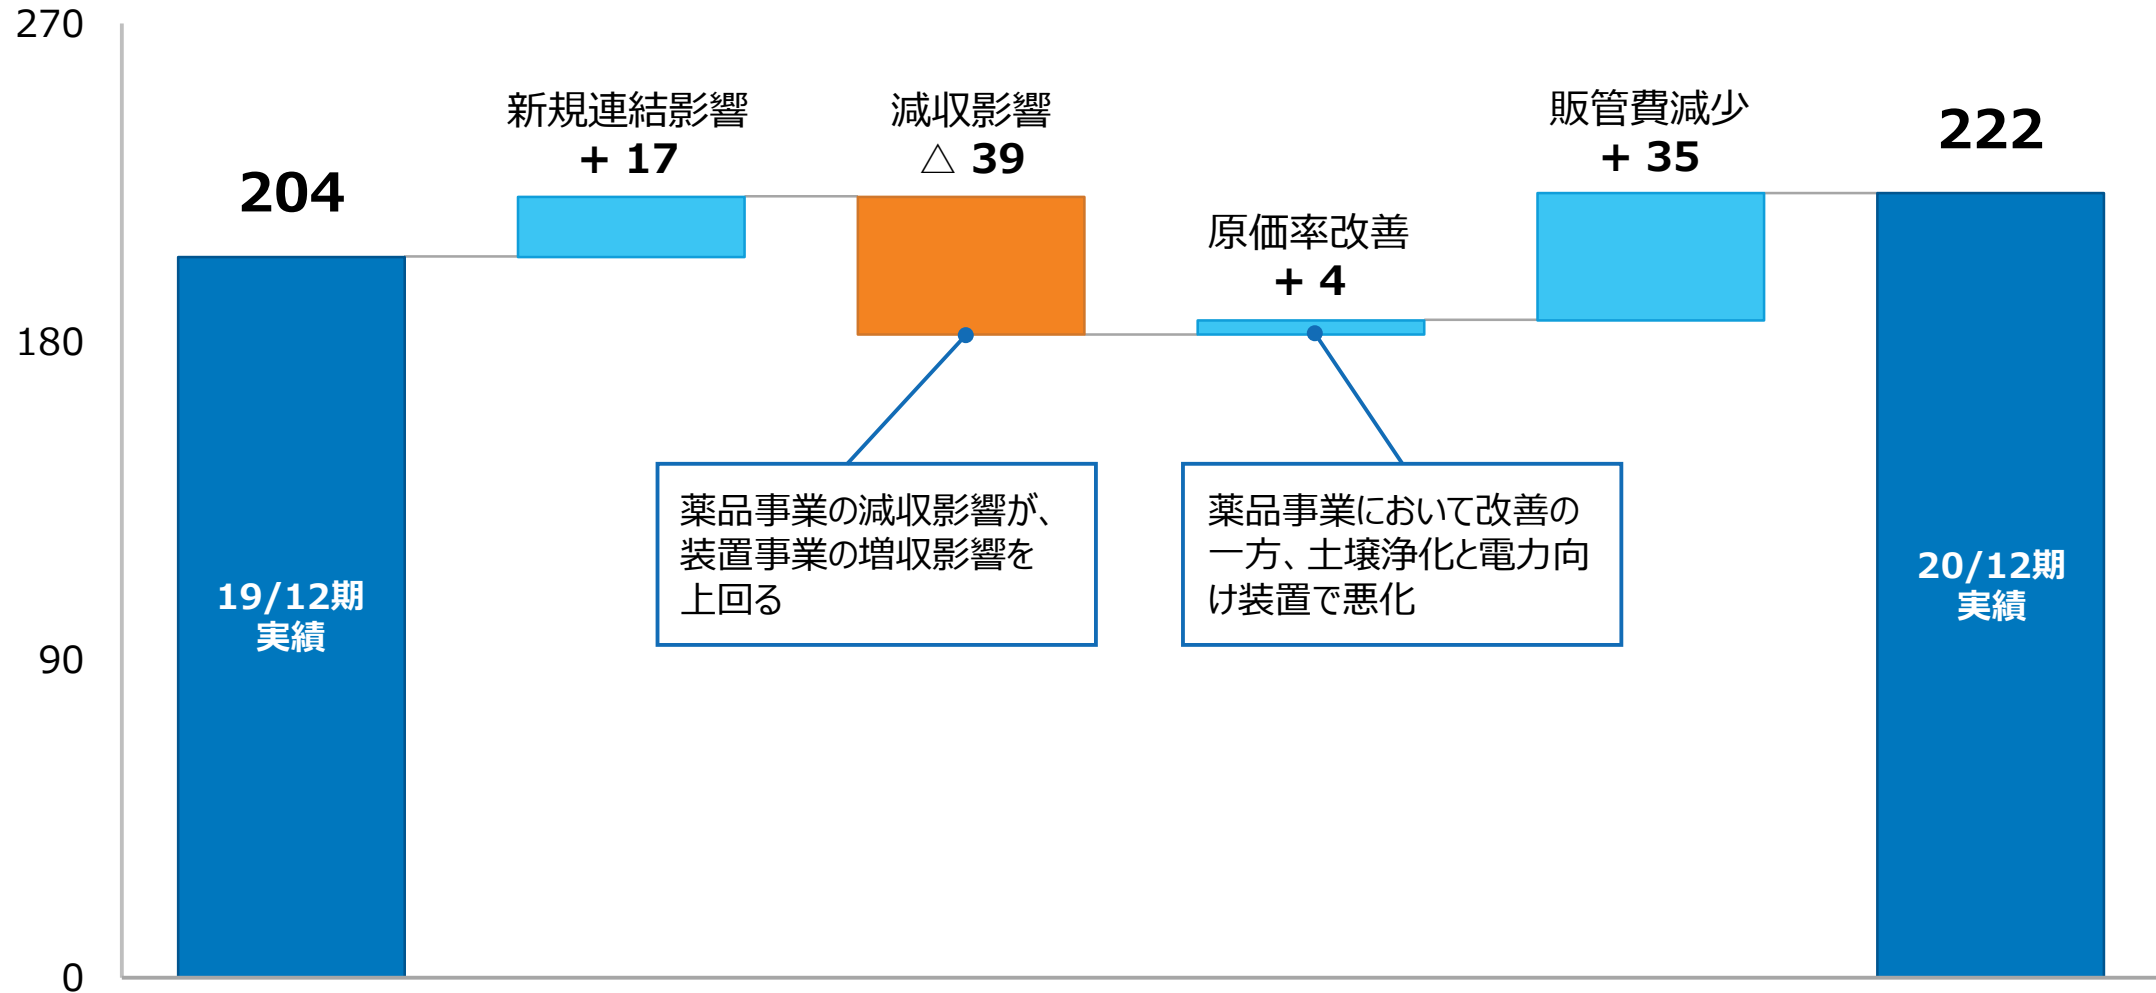 270
180
90
0
204
19/12期
実績
新規連結影響
+ 17
減収影響
△ 39
原価率改善
+ 4
販管費減少
+ 35
222
20/12期
実績
薬品事業の減収影響が、
装置事業の増収影響を
上回る
薬品事業において改善の
一方、土壌浄化と電力向
け装置で悪化